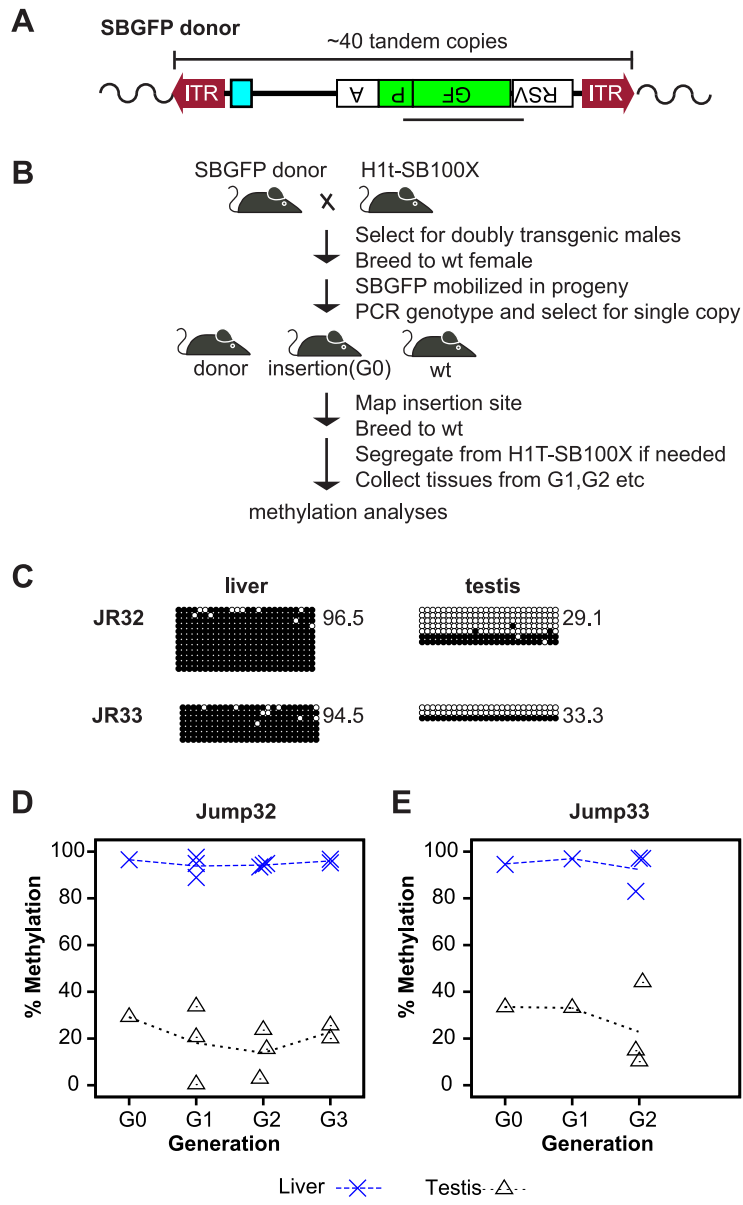 A
SBGFP donor
~40 tandem copies
ITR
A
P
GF
RSV
ITR
B
SBGFP donor
H1t-SB100X
x
Select for doubly transgenic males
Breed to wt female
SBGFP mobilized in progeny
PCR genotype and select for single copy
donor
insertion(G0)
wt
Map insertion site
Breed to wt
Segregate from H1T-SB100X if needed
Collect tissues from G1,G2 etc
methylation analyses
C
liver
testis
JR32
96.5
29.1
JR33
94.5
33.3
D
Jump32
100
80
60
40
20
0
% Methylation
G0
G1
G2
G3
Generation
E
Jump33
100
80
60
40
20
0
% Methylation
G0
G1
G2
Generation
Liver
Testis